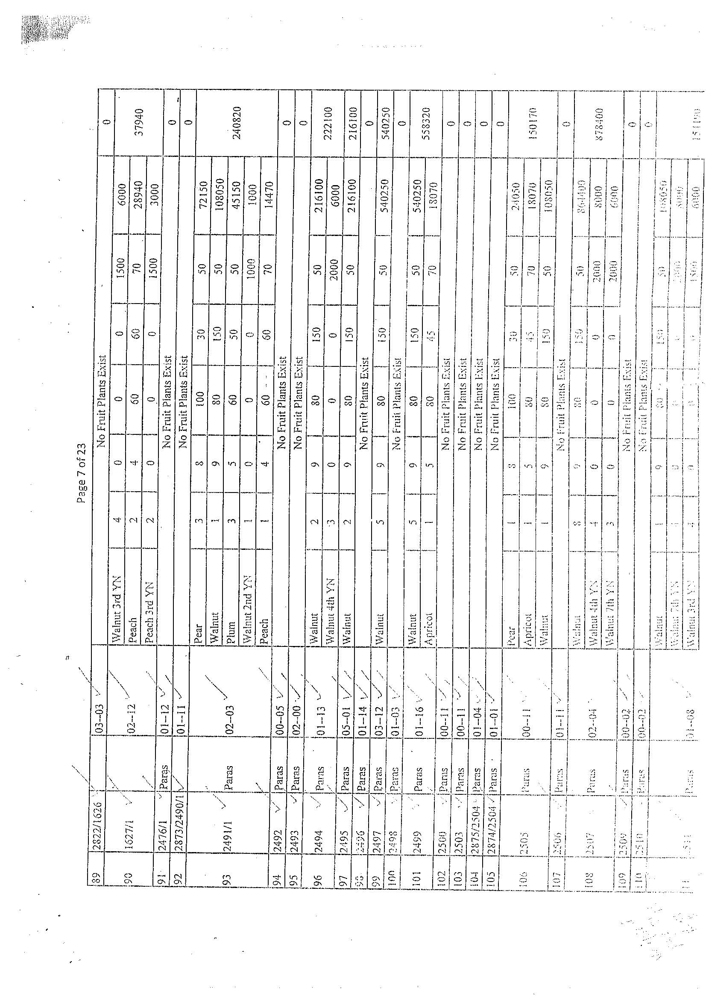 Page 7 of 23
89 2822/1626 03--03 No Fruit Plants Exist 0
90 1627/1 02--12 Walnut 3rd YN 4 0 0 0 1500 6000 37940
Peach 2 4 60 60 70 28940
Peach 3rd YN 2 0 0 0 1500 3000
91 2476/1 Paras 01--12 No Fruit Plants Exist 0
92 2873/2490/1 01--11 No Fruit Plants Exist 0
93 2491/1 Paras 02--03 Pear 3 8 100 30 50 72150 240820
Walnut 1 9 80 150 50 108050
Plum 3 5 60 50 50 45150
Walnut 2nd YN 1 0 0 0 1000 1000
Peach 1 4 60 60 70 14470
94 2492 Paras 00--05 No Fruit Plants Exist 0
95 2493 Paras 02--00 No Fruit Plants Exist 0
96 2494 Paras 01--13 Walnut 2 9 80 150 50 216100 222100
Walnut 4th YN 3 0 0 0 2000 6000
97 2495 Paras 05--01 Walnut 2 9 80 150 50 216100 216100
98 2496 Paras 01--14 No Fruit Plants Exist 0
99 2497 Paras 03--12 Walnut 5 9 80 150 50 540250 540250
100 2498 Paras 01--03 No Fruit Plants Exist 0
101 2499 Paras 01--16 Walnut 5 9 80 150 50 540250 558320
Apricot 1 5 80 45 70 18070
102 2500 Paras 00--11 No Fruit Plants Exist 0
103 2503 Paras 00--11 No Fruit Plants Exist 0
104 2875/2504 Paras 01--04 No Fruit Plants Exist 0
105 2874/2504 Paras 01--01 No Fruit Plants Exist 0
106 2505 Paras 00--11 Pear 1 8 100 30 50 24050 150170
Apricot 1 5 80 45 70 18070
Walnut 1 9 80 150 50 108050
107 2506 Paras 01--11 No Fruit Plants Exist 0
108 2507 Paras 02--04 Walnut 8 9 80 150 50 864400 878400
Walnut 4th YN 4 0 0 0 2000 8000
Walnut 7th YN 3 0 0 0 2000 6000
109 2509 Paras 00--02 No Fruit Plants Exist 0
110 2510 Paras 00--02 No Fruit Plants Exist 0
Paras 01--08 Walnut 1 9 80 150 50 108050
Walnut 7th YN 0
Walnut 3rd YN 4 0 0 0 1500 6000